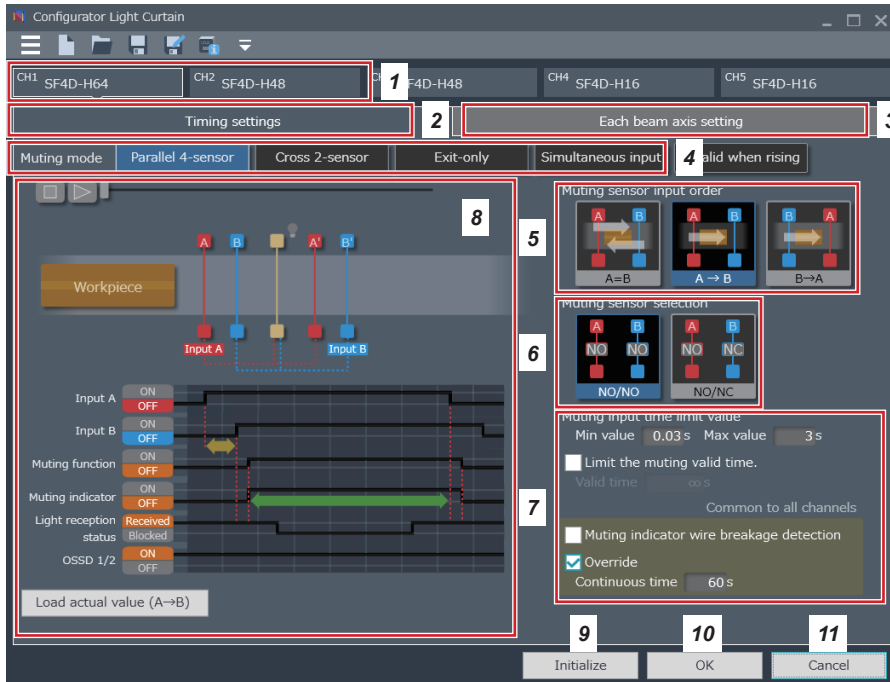 Configurator Light Curtain
CH1 SF4D-H64
CH2 SF4D-H48
1
F4D-H48
CH4 SF4D-H16
CH5 SF4D-H16
Timing settings
2
Each beam axis setting
3
Muting mode
Parallel 4-sensor
Cross 2-sensor
Exit-only
Simultaneous input
4
lid when rising
8
A
B
A'
B'
Workpiece
Input A
Input B
Input A
ON
OFF
Input B
ON
OFF
Muting function
ON
OFF
Muting indicator
ON
OFF
Light reception
status
Received
Blocked
OSSD 1/2
ON
OFF
Load actual value (A→B)
5
Muting sensor input order
A
B
A=B
A
B
A → B
B
A
B→A
6
Muting sensor selection
A
B
NO
NO
NO/NO
A
B
NO
NC
NO/NC
7
Muting input time limit value
Min value 0.03 s Max value 3 s
Limit the muting valid time.
Valid time ∞ s
Common to all channels
Muting indicator wire breakage detection
Override
Continuous time 60 s
9
10
11
Initialize
OK
Cancel